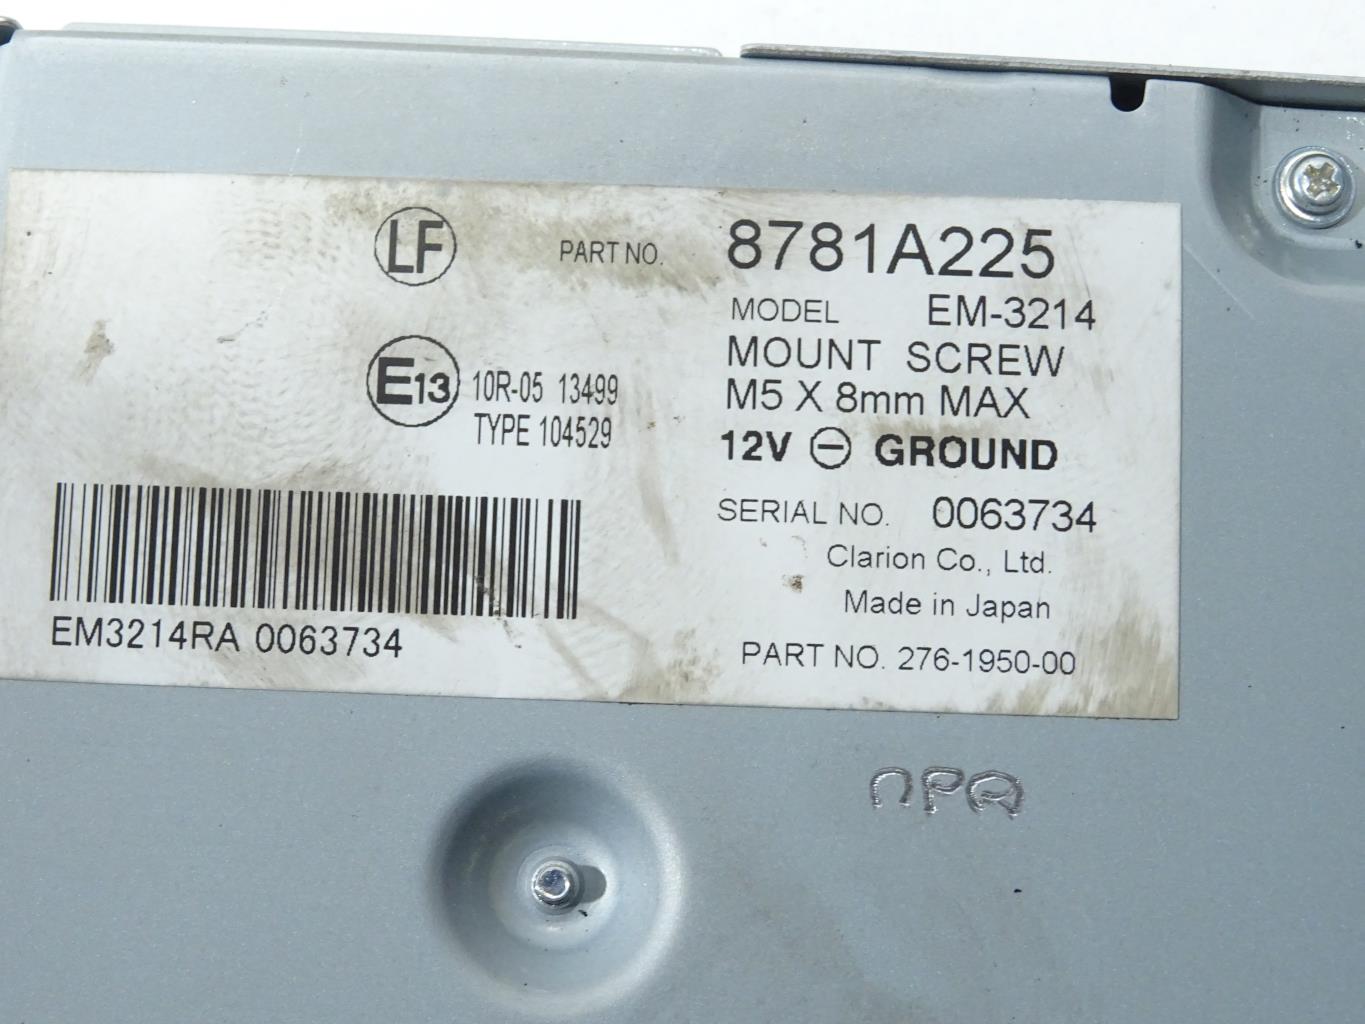 LF PART NO. 8781A225
MODEL EM-3214
MOUNT SCREW
M5 X 8mm MAX
E13 10R-05 13499
TYPE 104529
12V ⊖ GROUND
SERIAL NO. 0063734
Clarion Co., Ltd.
Made in Japan
EM3214RA 0063734
PART NO. 276-1950-00